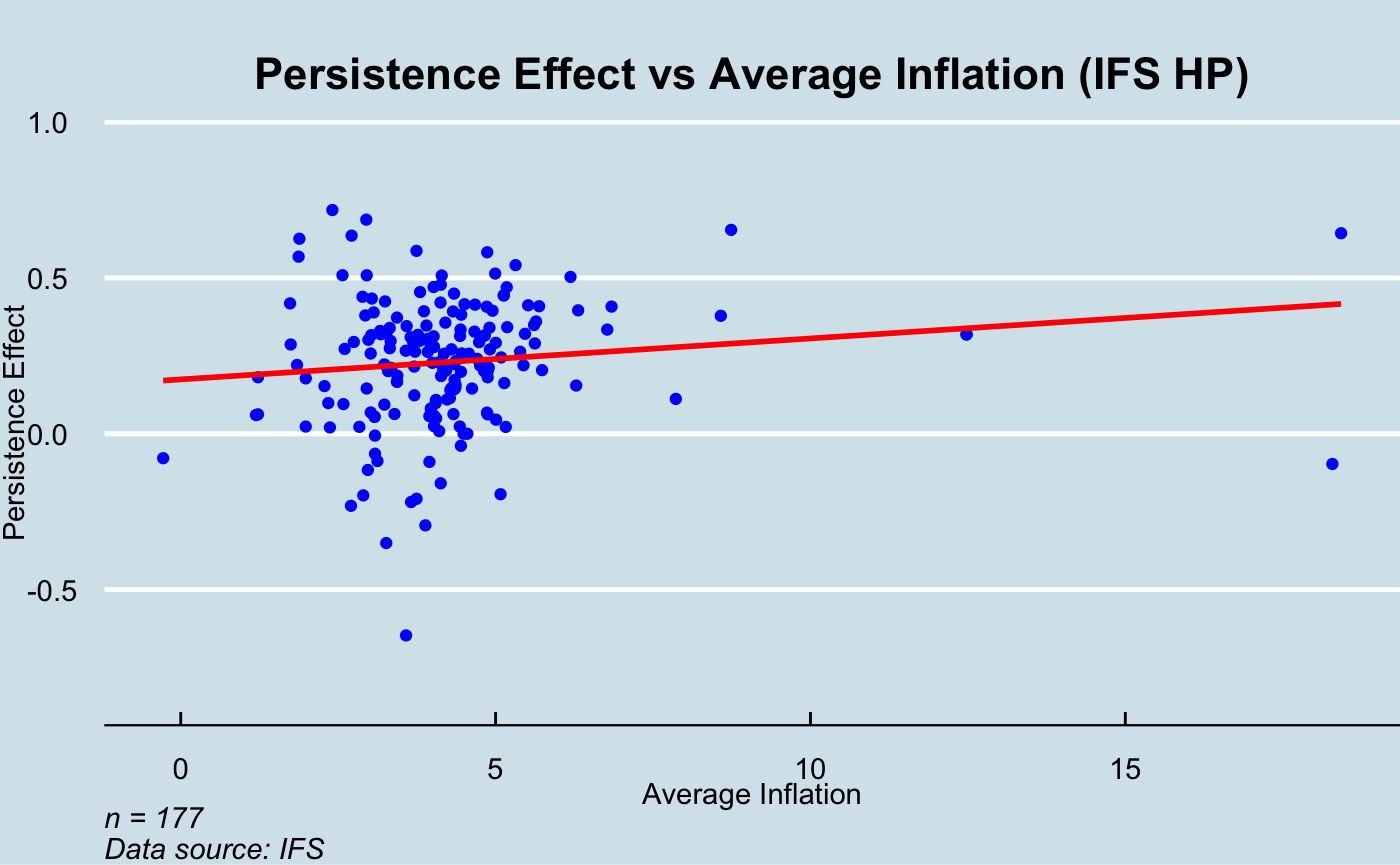 Persistence Effect vs Average Inflation (IFS HP)
1.0
0.5
0.0
-0.5
Persistence Effect
0 5 10 15
Average Inflation
n = 177
Data source: IFS